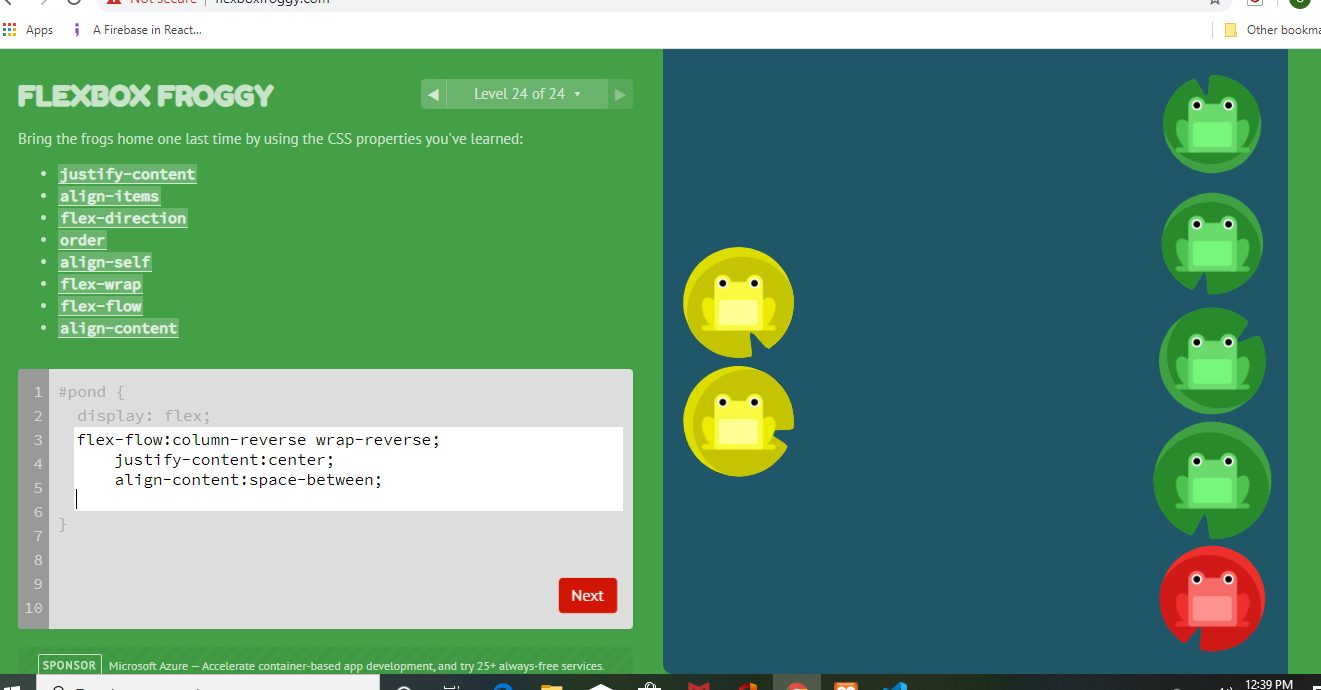 Not secure | flexboxfroggy.com
Apps A Firebase in React... Other bookma
FLEXBOX FROGGY
◀ Level 24 of 24 ▾ ▶
Bring the frogs home one last time by using the CSS properties you've learned:
• justify-content
• align-items
• flex-direction
• order
• align-self
• flex-wrap
• flex-flow
• align-content
1 #pond {
2 display: flex;
3 flex-flow:column-reverse wrap-reverse;
4 justify-content:center;
5 align-content:space-between;
6
7 }
8
9
10
Next
SPONSOR Microsoft Azure — Accelerate container-based app development, and try 25+ always-free services.
12:39 PM